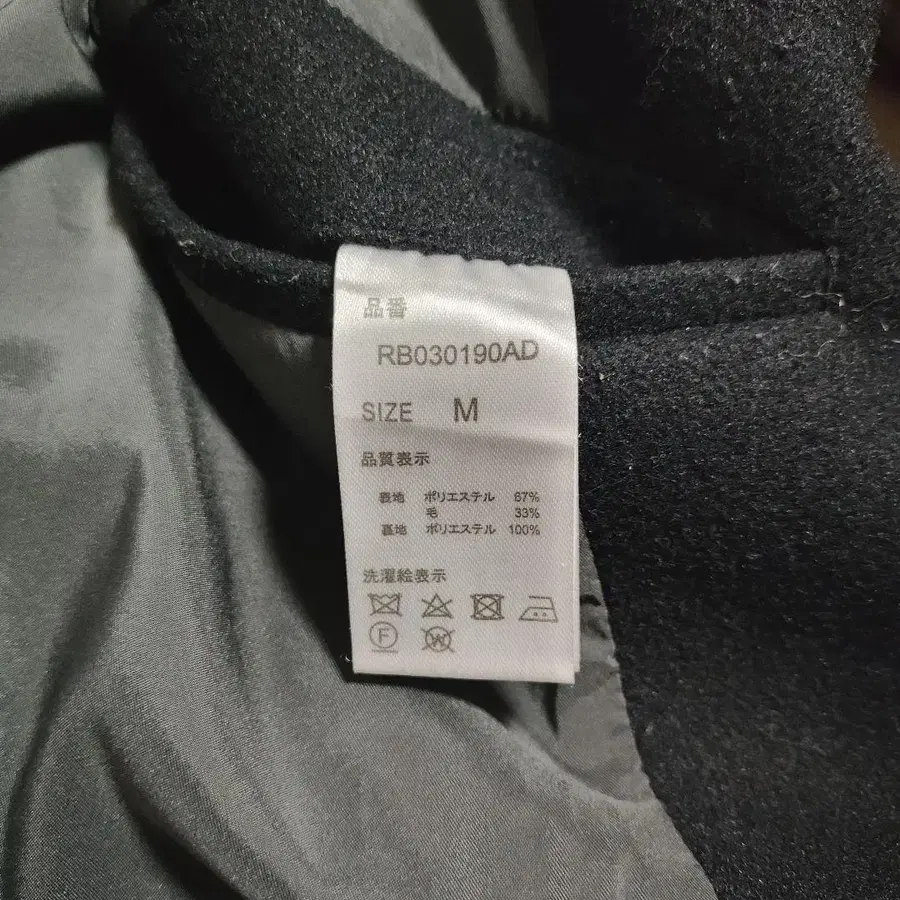 品番
RB030190AD
SIZE M
品質表示
表地 ポリエステル 67%
毛 33%
裏地 ポリエステル 100%
洗濯絵表示
F W